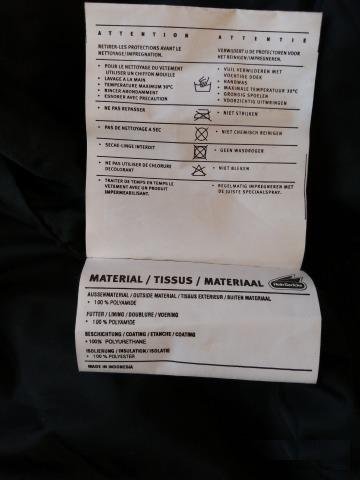 ATTENTION
RETIRER LES PROTECTIONS AVANT LE
NETTOYAGE/IMPREGNATION.
• POUR LE NETTOYAGE DU VETEMENT
UTILISER UN CHIFFON MOUILLE
• LAVAGE A LA MAIN
• TEMPERATURE MAXIMUM 30°C
• RINCER ABONDAMMENT
• ESSORER AVEC PRECAUTION
• NE PAS REPASSER
• PAS DE NETTOYAGE A SEC
• SECHE-LINGE INTERDIT
• NE PAS UTILISER DE CHLORURE
DECOLORANT
• TRAITER DE TEMPS EN TEMPS LE
VETEMENT AVEC UN PRODUIT
IMPERMEABILISANT.
ATTENTIE
VERWIJDERT U DE PROTECTOREN VOOR
HET REINIGEN/IMPREGNEREN.
• VUIL VERWIJDEREN MET
VOCHTIGE DOEK
• HANDWAS
• MAXIMALE TEMPERATUUR 30°C
• GRONDIG SPOELEN
• VOORZICHTIG UITWRINGEN
• NIET STRIJKEN
• NIET CHEMISCH REINIGEN
• GEEN WASDROGER
• NIET BLEKEN
• REGELMATIG IMPREGNEREN MET
DE JUISTE SPECIAALSPRAY.
MATERIAL / TISSUS / MATERIAAL
Hein Gericke
AUSSENMATERIAL / OUTSIDE MATERIAL / TISSUS EXTERIEUR / BUITEN MATERIAAL
• 100 % POLYAMIDE
FUTTER / LINING / DOUBLURE / VOERING
• 100 % POLYAMIDE
BESCHICHTUNG / COATING / ETANCHE / COATING
• 100% POLYURETHANE
ISOLIERUNG / INSULATION / ISOLATIE
• 100 % POLYESTER
MADE IN INDONESIA